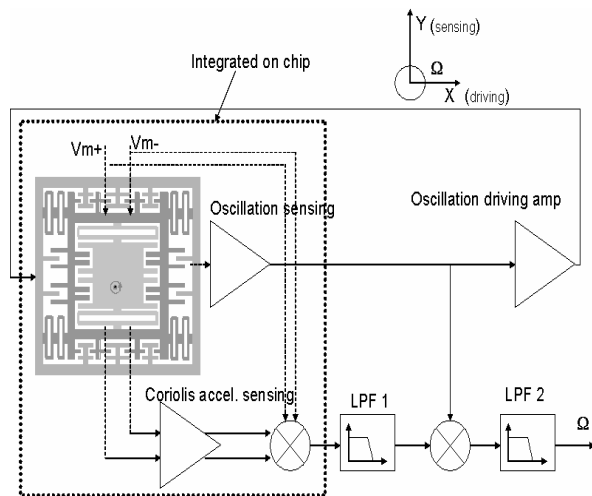 Y (sensing)
Ω
X (driving)
Integrated on chip
Vm+
Vm-
Oscillation sensing
Oscillation driving amp
Coriolis accel. sensing
LPF 1
LPF 2
Ω